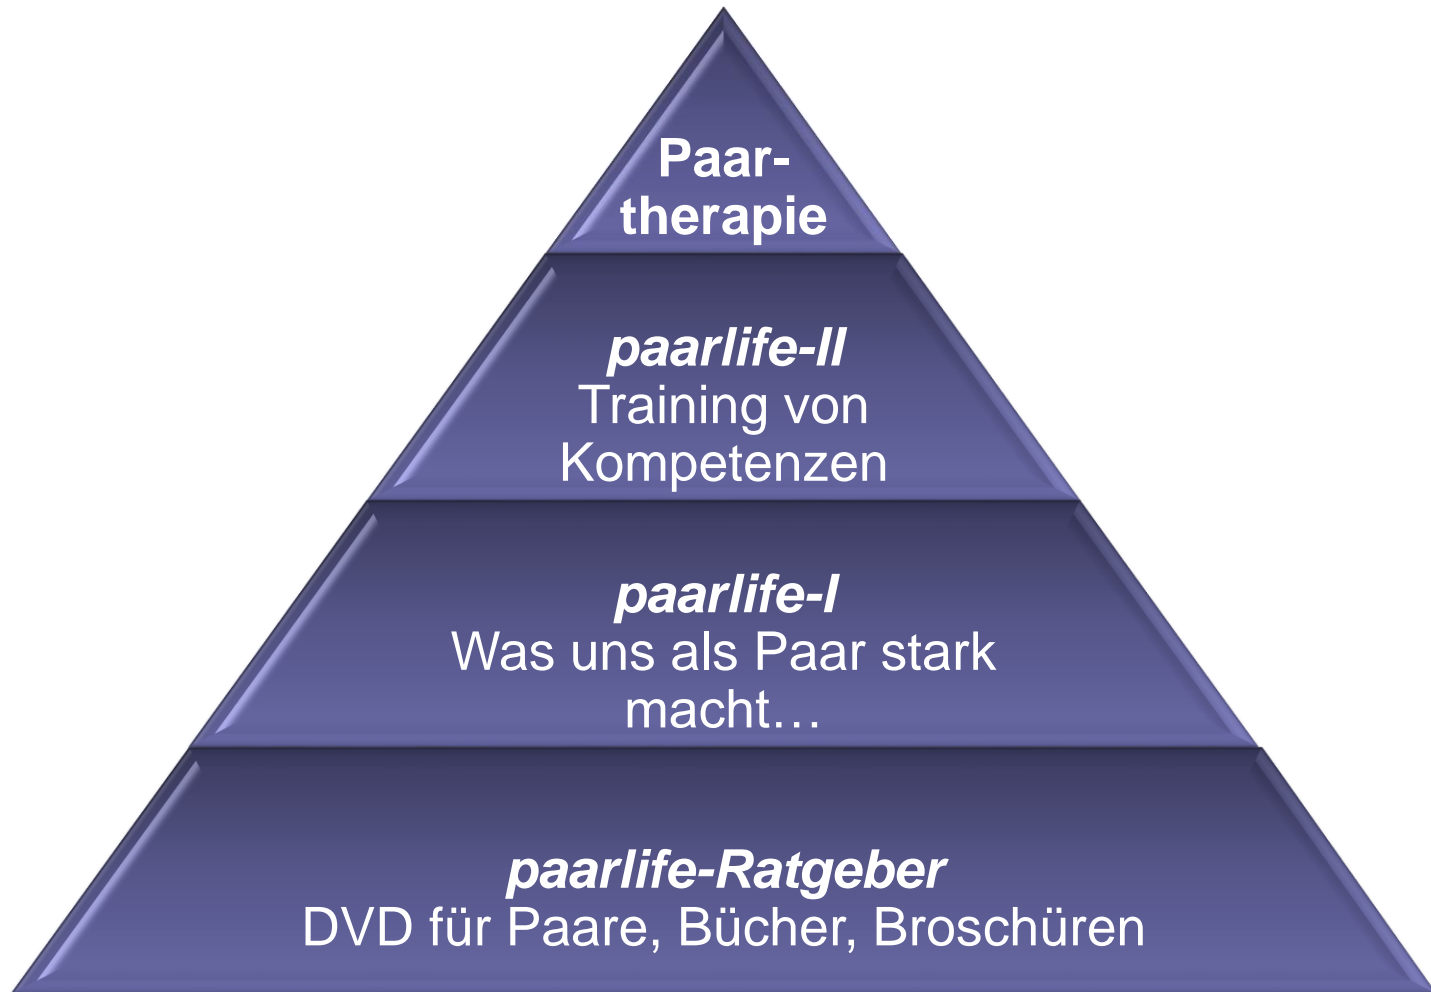 Paar-
therapie
paarlife-II
Training von
Kompetenzen
paarlife-I
Was uns als Paar stark
macht…
paarlife-Ratgeber
DVD für Paare, Bücher, Broschüren